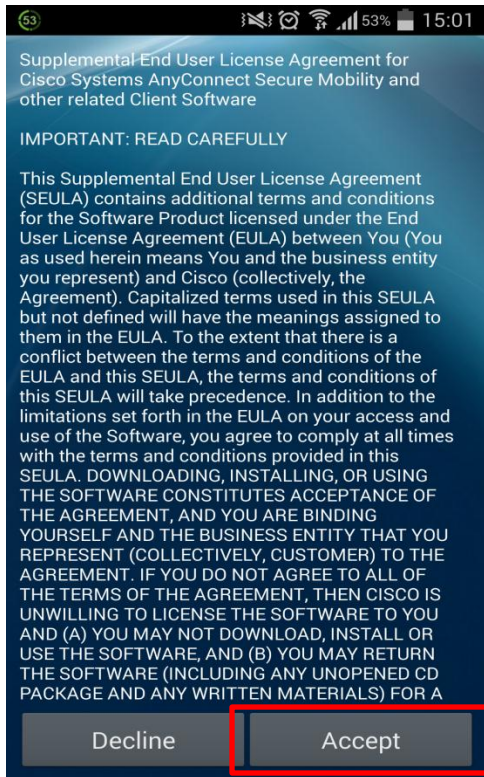 53 53% 15:01
Supplemental End User License Agreement for
Cisco Systems AnyConnect Secure Mobility and
other related Client Software
IMPORTANT: READ CAREFULLY
This Supplemental End User License Agreement
(SEULA) contains additional terms and conditions
for the Software Product licensed under the End
User License Agreement (EULA) between You (You
as used herein means You and the business entity
you represent) and Cisco (collectively, the
Agreement). Capitalized terms used in this SEULA
but not defined will have the meanings assigned to
them in the EULA. To the extent that there is a
conflict between the terms and conditions of the
EULA and this SEULA, the terms and conditions of
this SEULA will take precedence. In addition to the
limitations set forth in the EULA on your access and
use of the Software, you agree to comply at all times
with the terms and conditions provided in this
SEULA. DOWNLOADING, INSTALLING, OR USING
THE SOFTWARE CONSTITUTES ACCEPTANCE OF
THE AGREEMENT, AND YOU ARE BINDING
YOURSELF AND THE BUSINESS ENTITY THAT YOU
REPRESENT (COLLECTIVELY, CUSTOMER) TO THE
AGREEMENT. IF YOU DO NOT AGREE TO ALL OF
THE TERMS OF THE AGREEMENT, THEN CISCO IS
UNWILLING TO LICENSE THE SOFTWARE TO YOU
AND (A) YOU MAY NOT DOWNLOAD, INSTALL OR
USE THE SOFTWARE, AND (B) YOU MAY RETURN
THE SOFTWARE (INCLUDING ANY UNOPENED CD
PACKAGE AND ANY WRITTEN MATERIALS) FOR A
Decline Accept